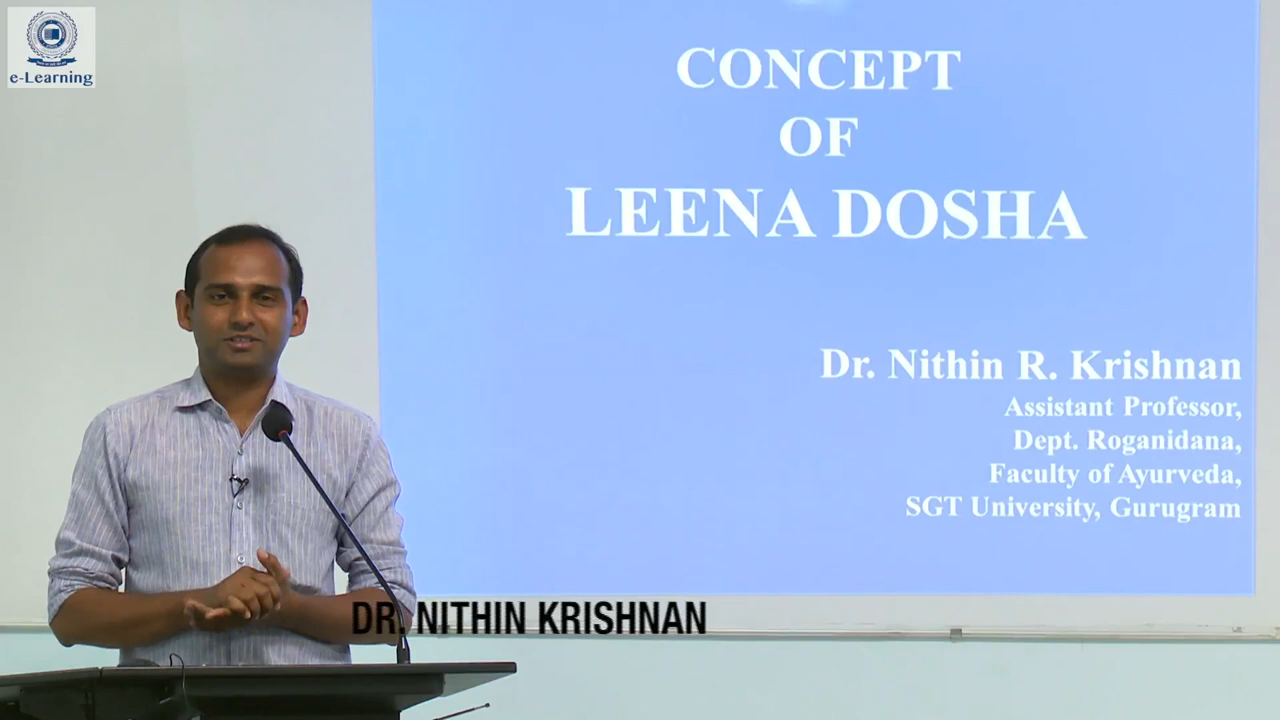 e-Learning
CONCEPT
OF
LEENA DOSHA
Dr. Nithin R. Krishnan
Assistant Professor,
Dept. Roganidana,
Faculty of Ayurveda,
SGT University, Gurugram
DR. NITHIN KRISHNAN